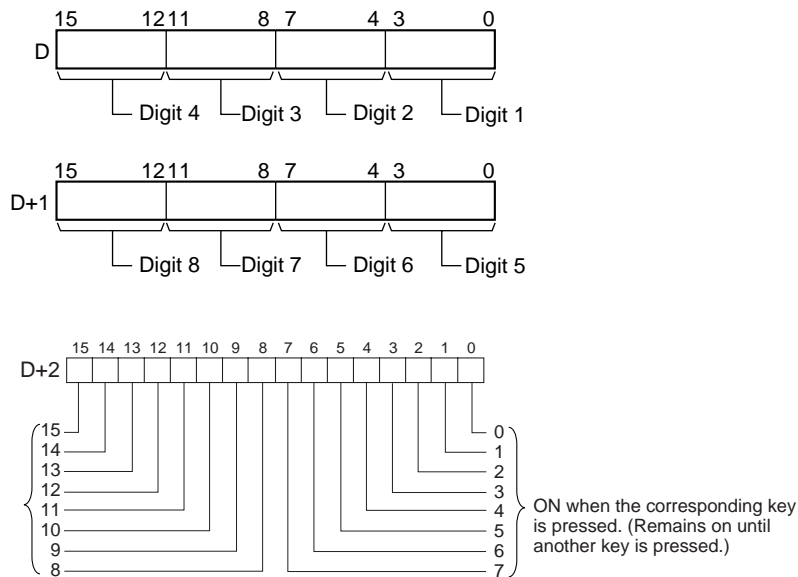 15 12 11 8 7 4 3 0
D
Digit 4 Digit 3 Digit 2 Digit 1
15 12 11 8 7 4 3 0
D+1
Digit 8 Digit 7 Digit 6 Digit 5
15 14 13 12 11 10 9 8 7 6 5 4 3 2 1 0
D+2
15 0
14 1
13 2
12 3
11 4
10 5
9 6
8 7
ON when the corresponding key
is pressed. (Remains on until
another key is pressed.)